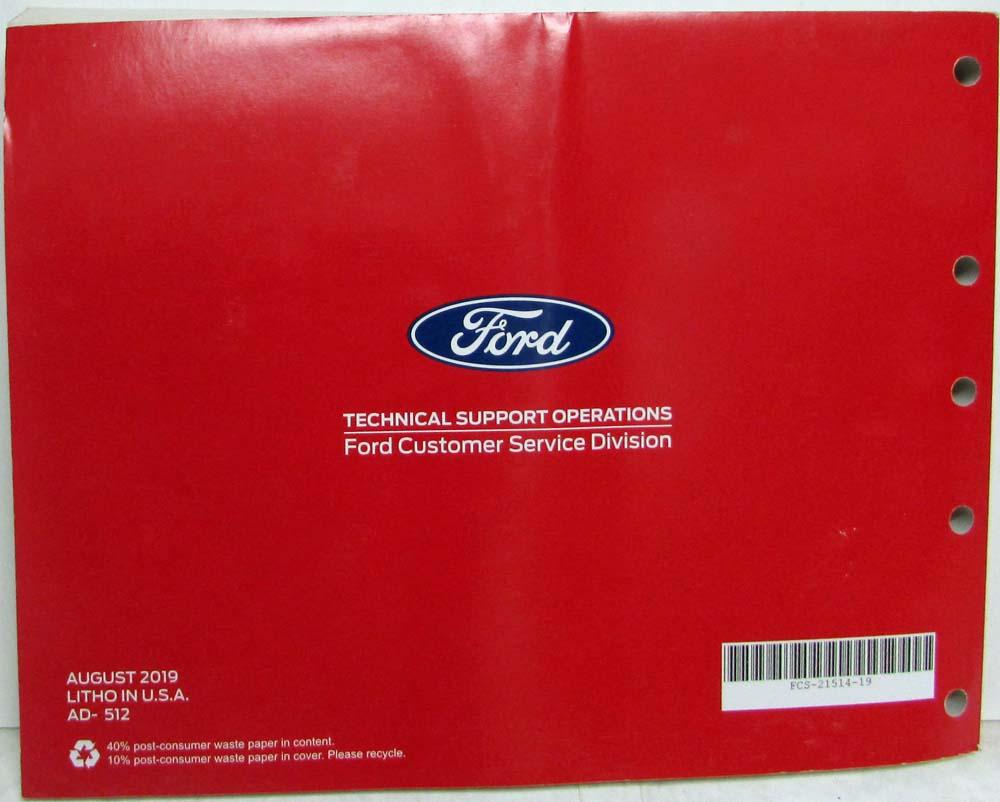 Ford
TECHNICAL SUPPORT OPERATIONS
Ford Customer Service Division
FCS-21514-19
AUGUST 2019
LITHO IN U.S.A.
AD- 512
40% post-consumer waste paper in content.
10% post-consumer waste paper in cover. Please recycle.